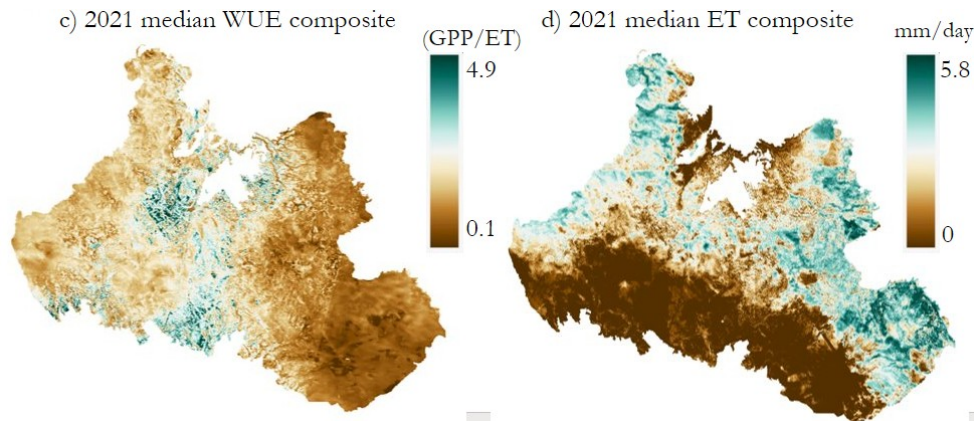 c) 2021 median WUE composite
(GPP/ET)
4.9
0.1
d) 2021 median ET composite
mm/day
5.8
0